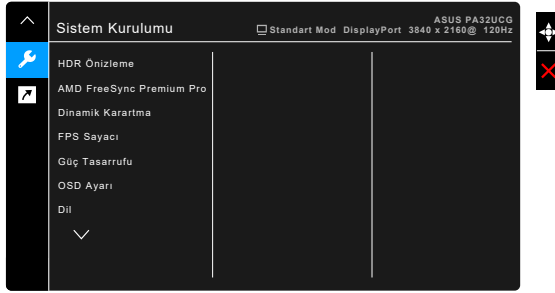 ASUS PA32UCG
Sistem Kurulumu
Standart Mod DisplayPort 3840 x 2160@ 120Hz
HDR Önizleme
AMD FreeSync Premium Pro
Dinamik Karartma
FPS Sayacı
Güç Tasarrufu
OSD Ayarı
Dil